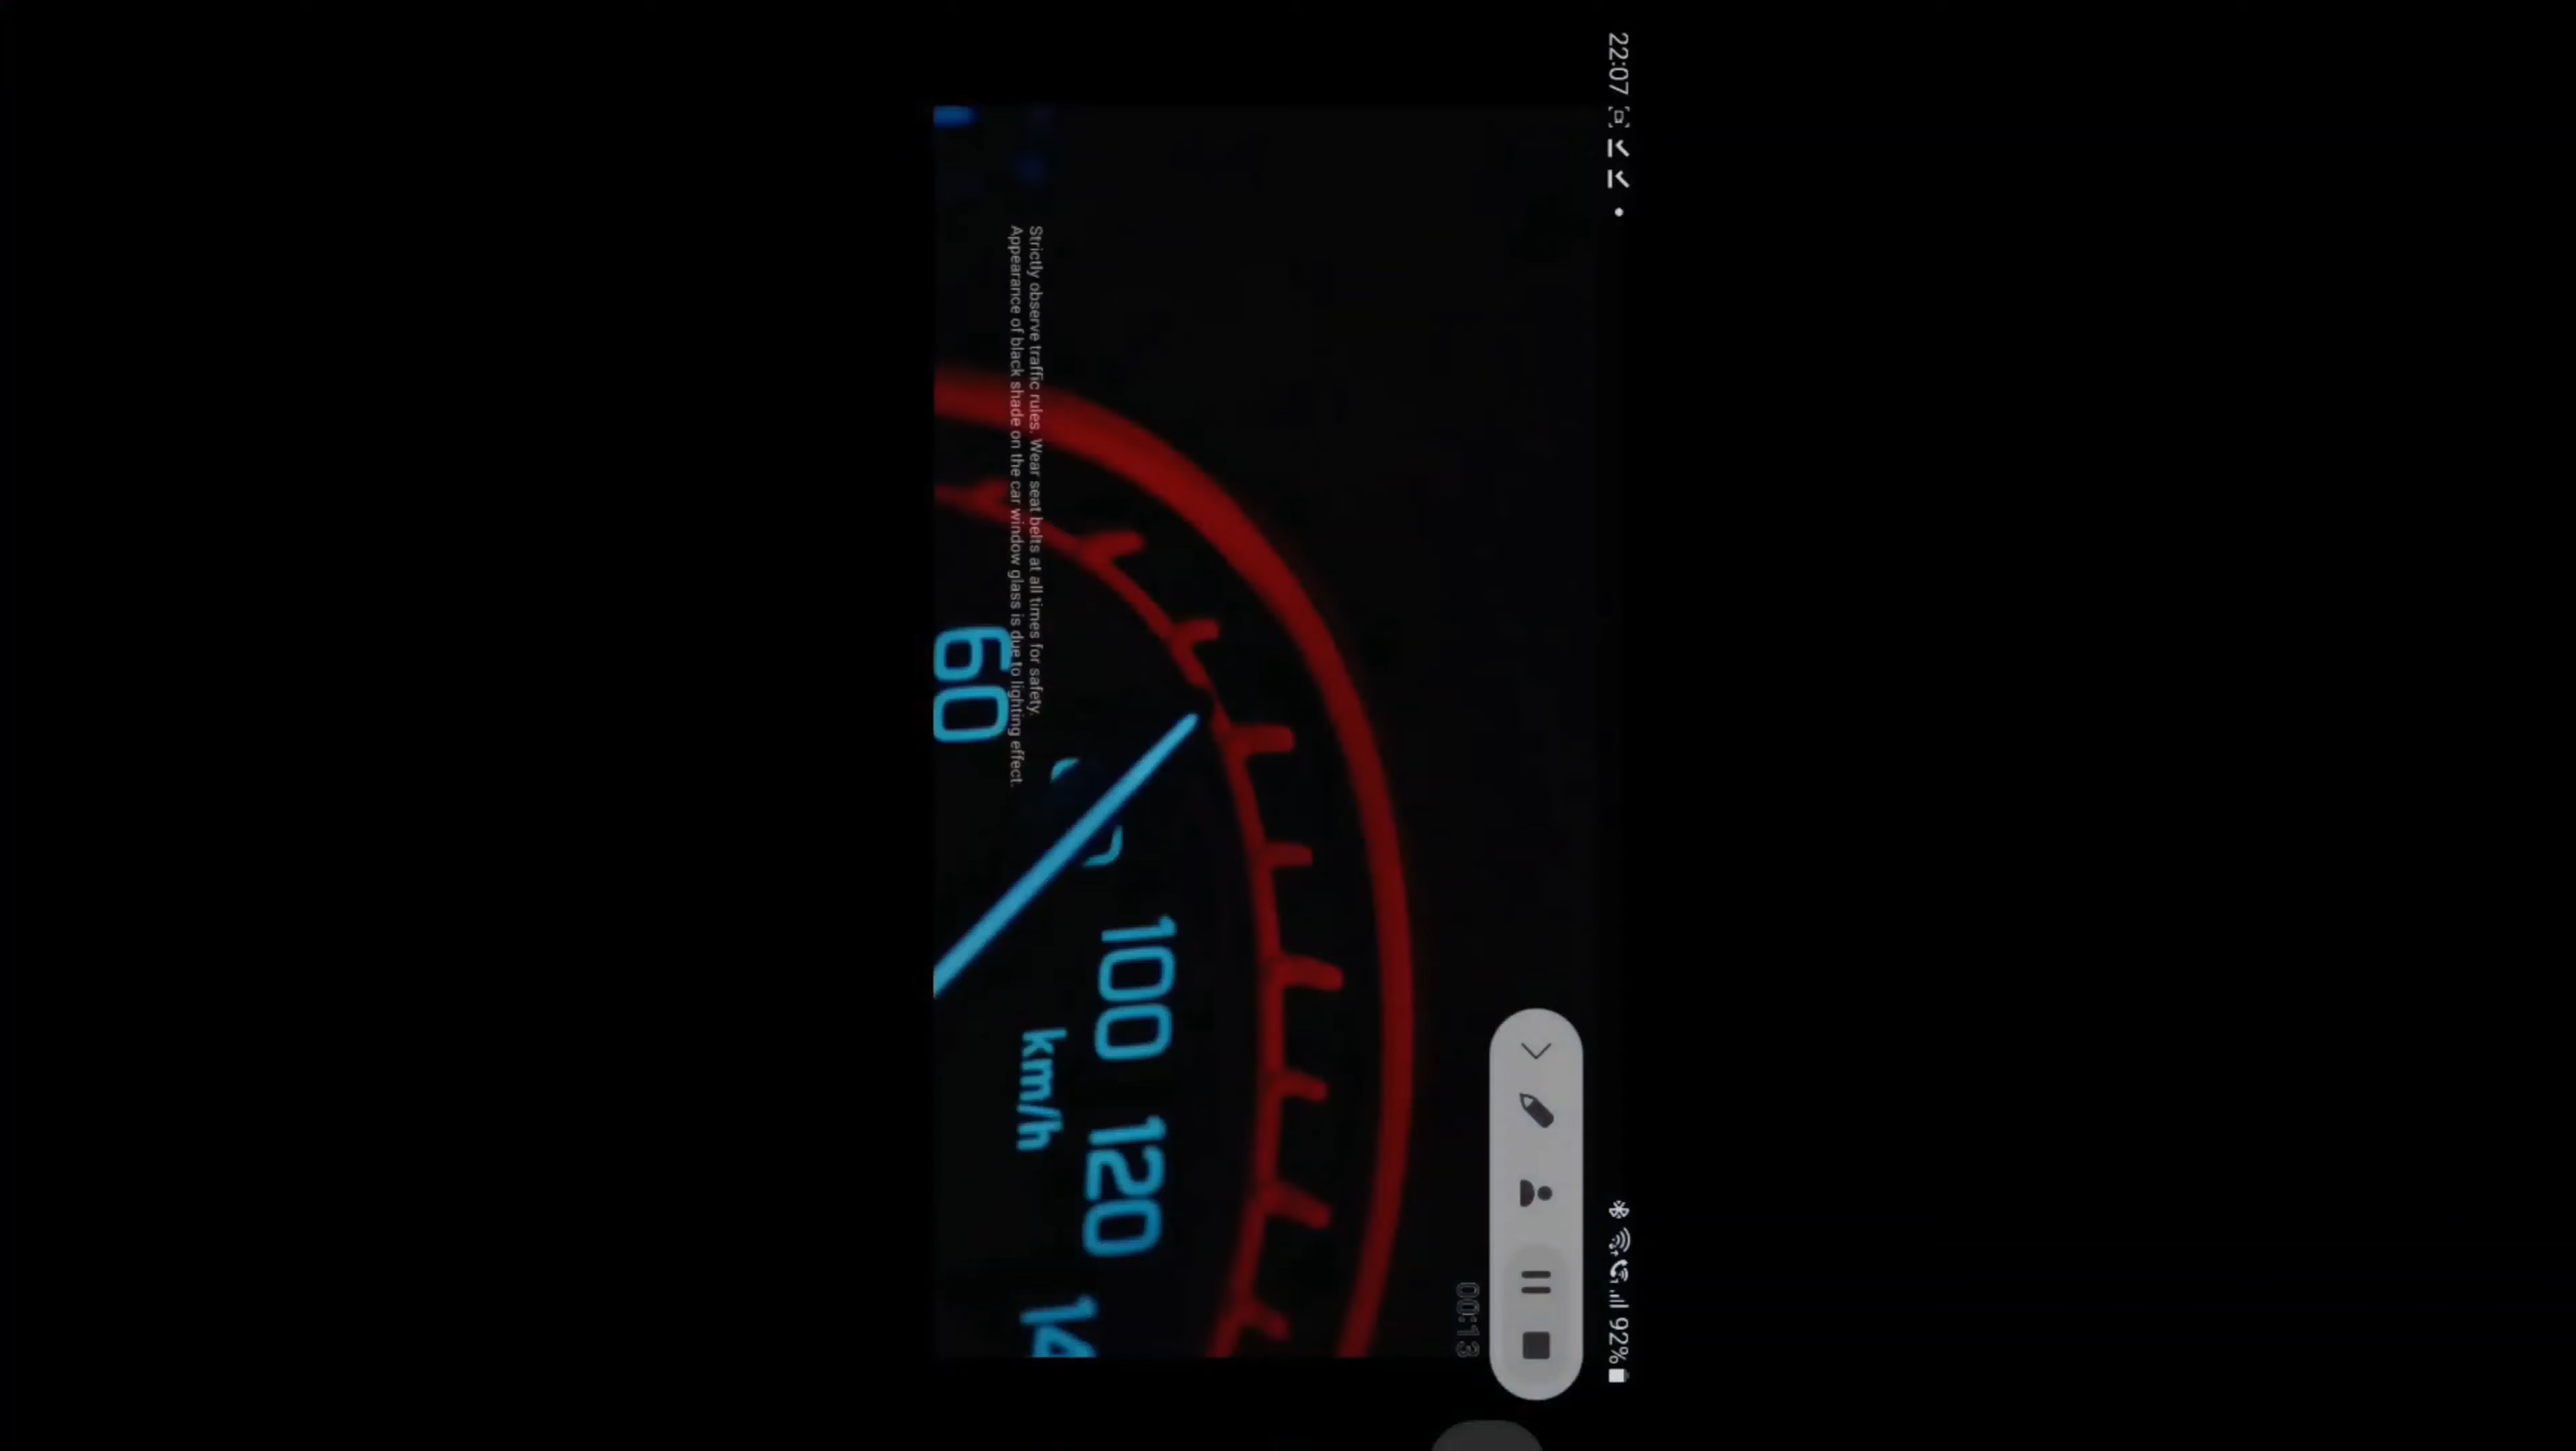 22:07
92%
00:13
60
100
120
14
km/h
Strictly observe traffic rules. Wear seat belts at all times for safety.
Appearance of black shade on the car window glass is due to lighting effect.